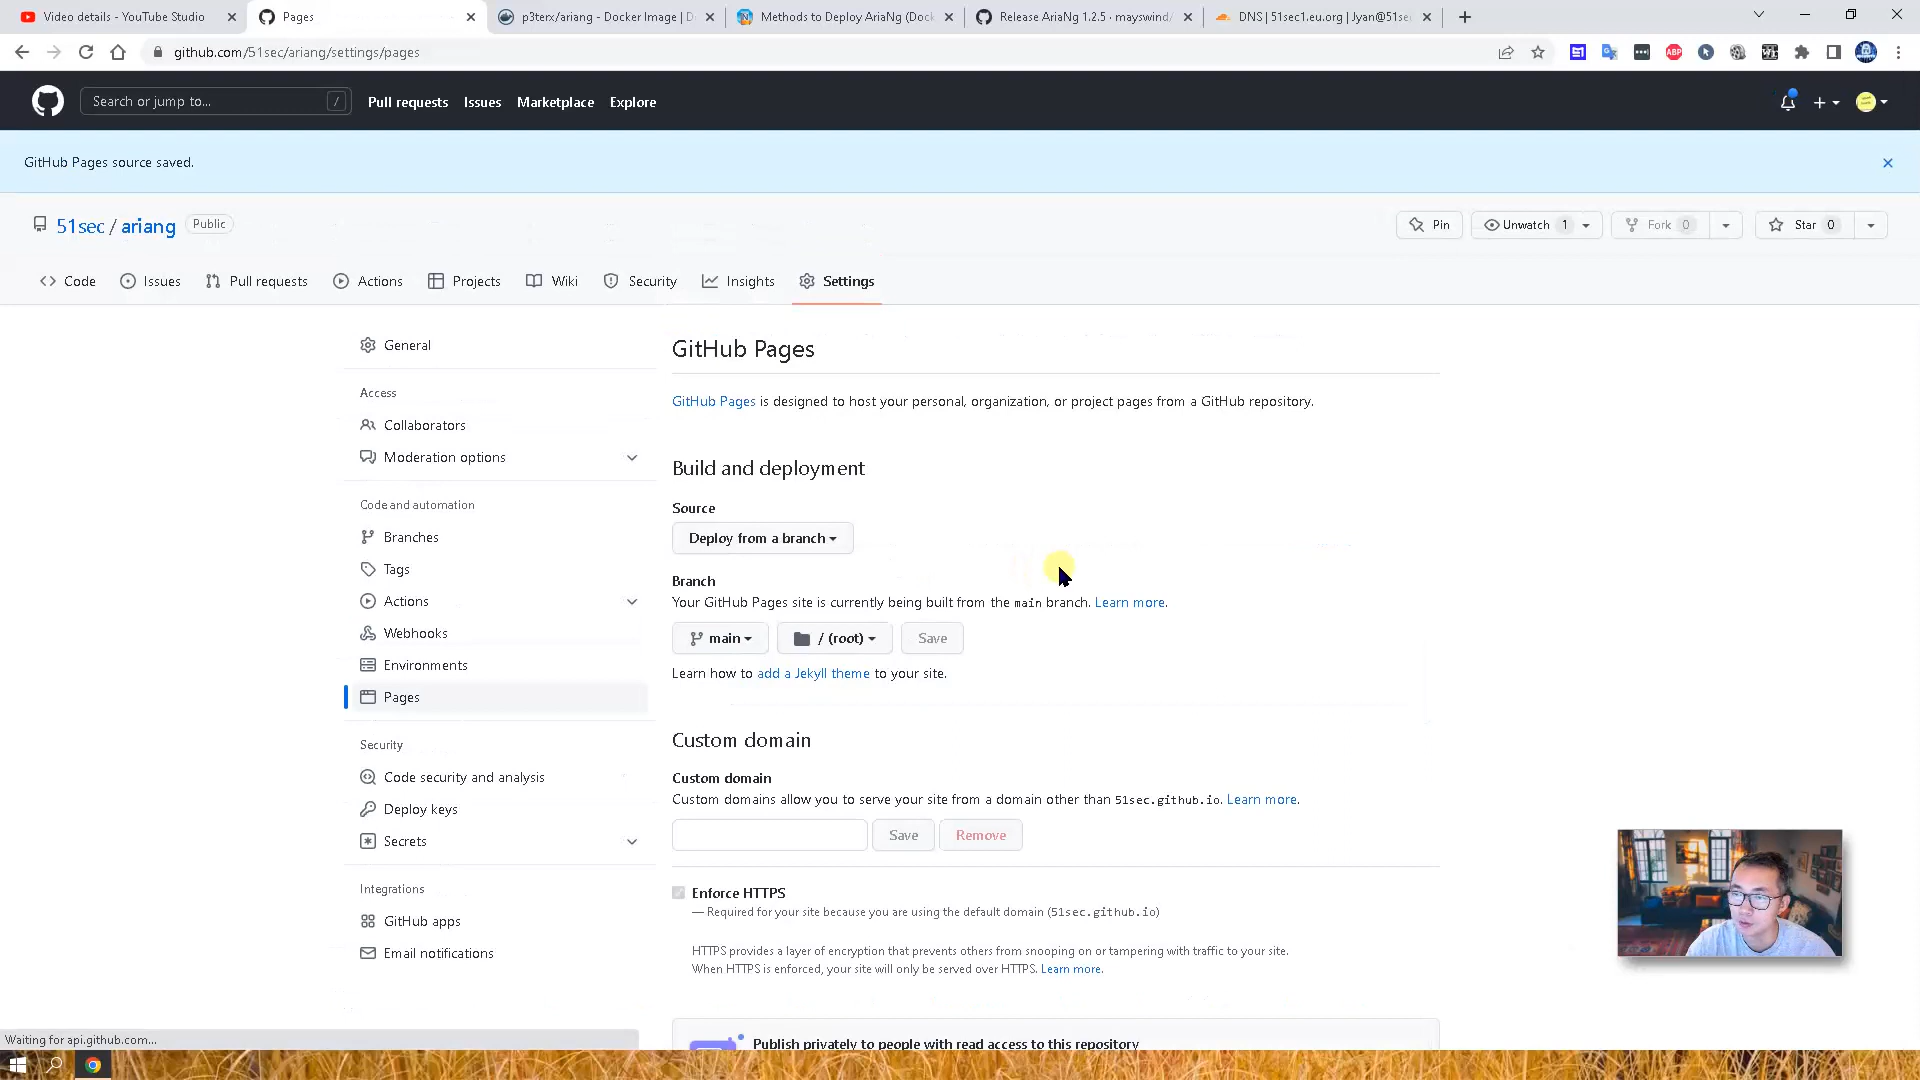 Video details - YouTube Studio
Pages
p3terx/ariang - Docker Image | D
Methods to Deploy AriaNg (Dock
Release AriaNg 1.2.5 · mayswind/
DNS | 51sec1.eu.org | Jyan@51se
github.com/51sec/ariang/settings/pages
ABP
Search or jump to...
/
Pull requests
Issues
Marketplace
Explore
GitHub Pages source saved.
51sec / ariang
Public
Pin
Unwatch 1
Fork 0
Star 0
Code
Issues
Pull requests
Actions
Projects
Wiki
Security
Insights
Settings
General
Access
Collaborators
Moderation options
Code and automation
Branches
Tags
Actions
Webhooks
Environments
Pages
Security
Code security and analysis
Deploy keys
Secrets
Integrations
GitHub apps
Email notifications
GitHub Pages
GitHub Pages is designed to host your personal, organization, or project pages from a GitHub repository.
Build and deployment
Source
Deploy from a branch
Branch
Your GitHub Pages site is currently being built from the main branch. Learn more.
main
/ (root)
Save
Learn how to add a Jekyll theme to your site.
Custom domain
Custom domain
Custom domains allow you to serve your site from a domain other than 51sec.github.io. Learn more.
Save
Remove
Enforce HTTPS
— Required for your site because you are using the default domain (51sec.github.io)
HTTPS provides a layer of encryption that prevents others from snooping on or tampering with traffic to your site.
When HTTPS is enforced, your site will only be served over HTTPS. Learn more.
Publish privately to people with read access to this repository
Waiting for api.github.com...